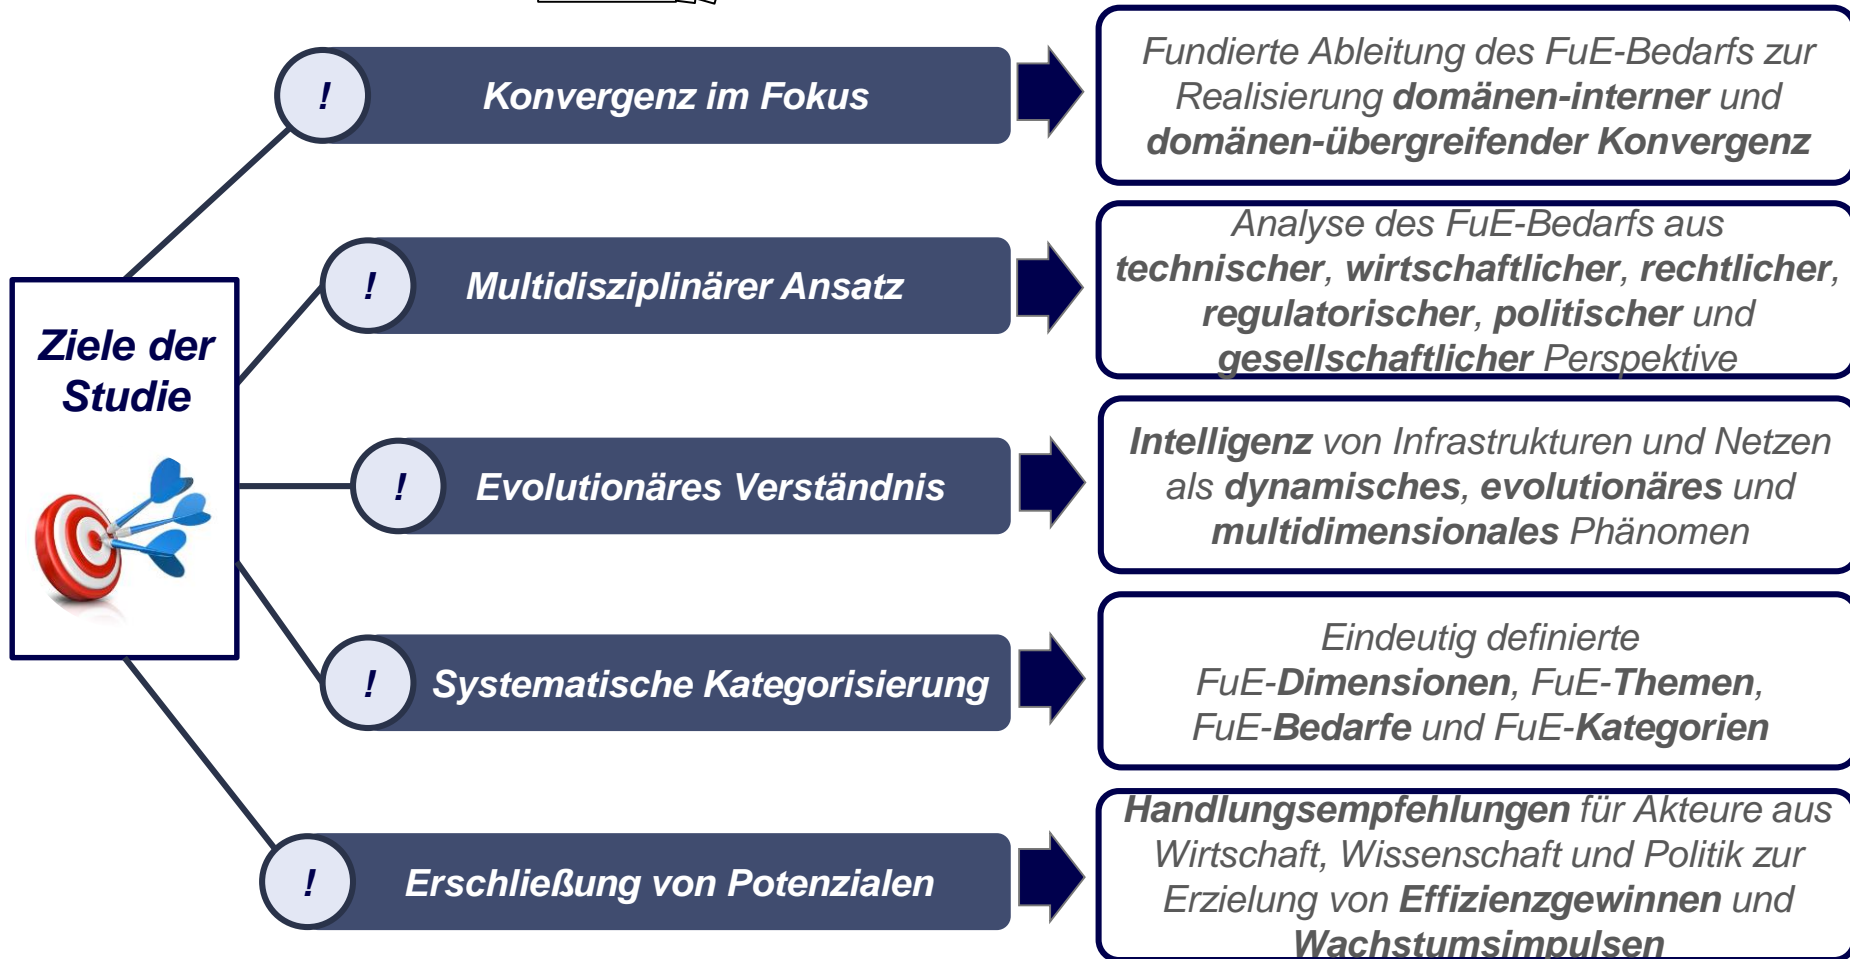 Ziele der
Studie
!
Konvergenz im Fokus
Fundierte Ableitung des FuE-Bedarfs zur
Realisierung domänen-interner und
domänen-übergreifender Konvergenz
!
Multidisziplinärer Ansatz
Analyse des FuE-Bedarfs aus
technischer, wirtschaftlicher, rechtlicher,
regulatorischer, politischer und
gesellschaftlicher Perspektive
!
Evolutionäres Verständnis
Intelligenz von Infrastrukturen und Netzen
als dynamisches, evolutionäres und
multidimensionales Phänomen
!
Systematische Kategorisierung
Eindeutig definierte
FuE-Dimensionen, FuE-Themen,
FuE-Bedarfe und FuE-Kategorien
!
Erschließung von Potenzialen
Handlungsempfehlungen für Akteure aus
Wirtschaft, Wissenschaft und Politik zur
Erzielung von Effizienzgewinnen und
Wachstumsimpulsen